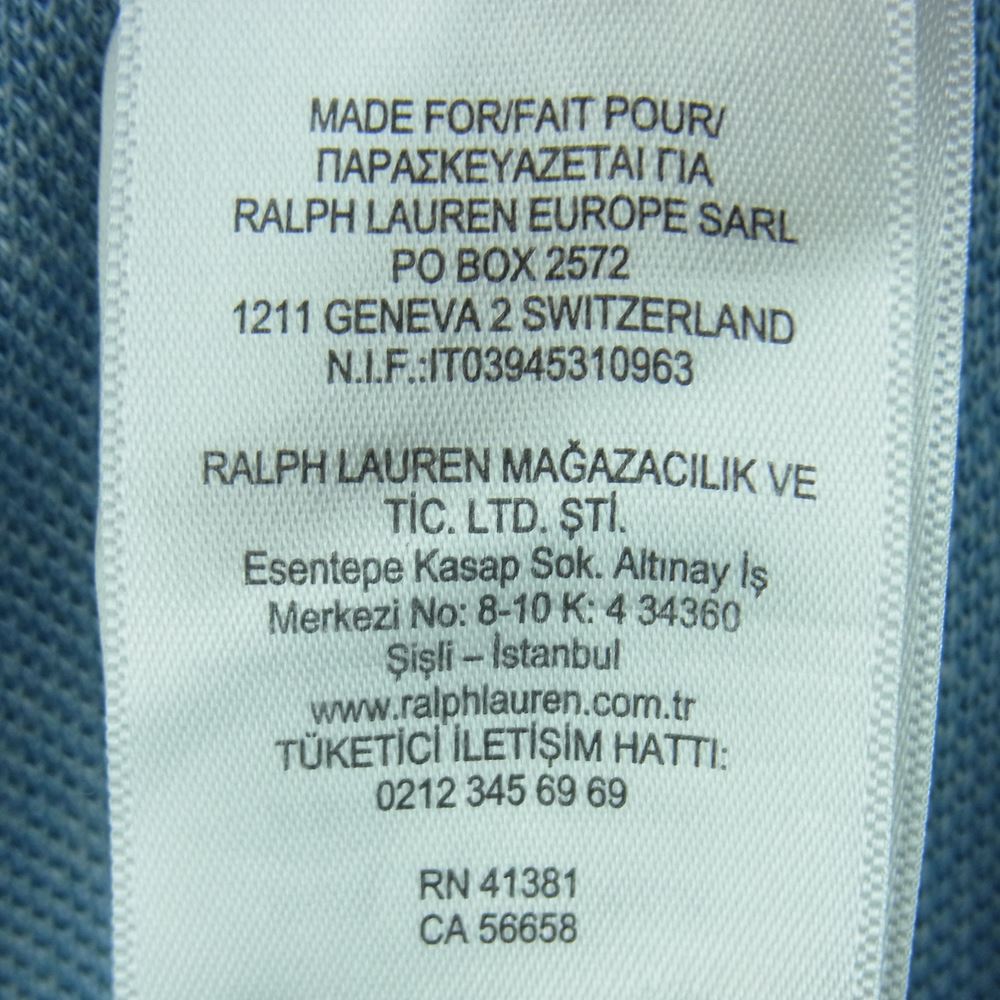 MADE FOR/FAIT POUR/
ΠΑΡΑΣΚΕΥΑΖΕΤΑΙ ΓΙΑ
RALPH LAUREN EUROPE SARL
PO BOX 2572
1211 GENEVA 2 SWITZERLAND
N.I.F.:IT03945310963
RALPH LAUREN MAĞAZACILIK VE
TİC. LTD. ŞTİ.
Esentepe Kasap Sok. Altınay İş
Merkezi No: 8-10 K: 4 34360
Şişli – İstanbul
www.ralphlauren.com.tr
TÜKETİCİ İLETİŞİM HATTI:
0212 345 69 69
RN 41381
CA 56658